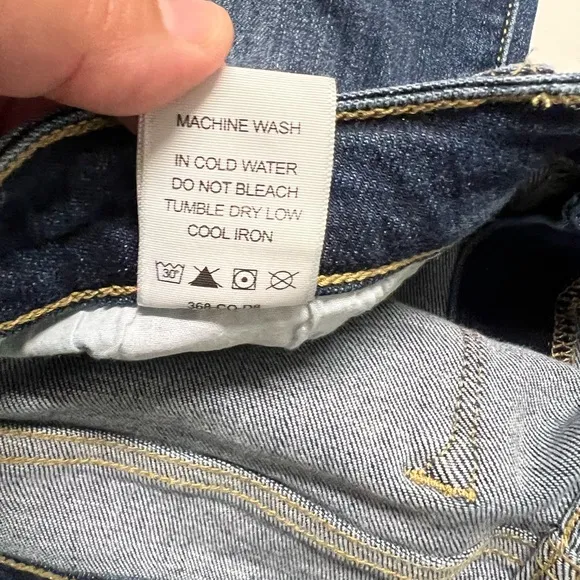 MACHINE WASH
IN COLD WATER
DO NOT BLEACH
TUMBLE DRY LOW
COOL IRON
30°